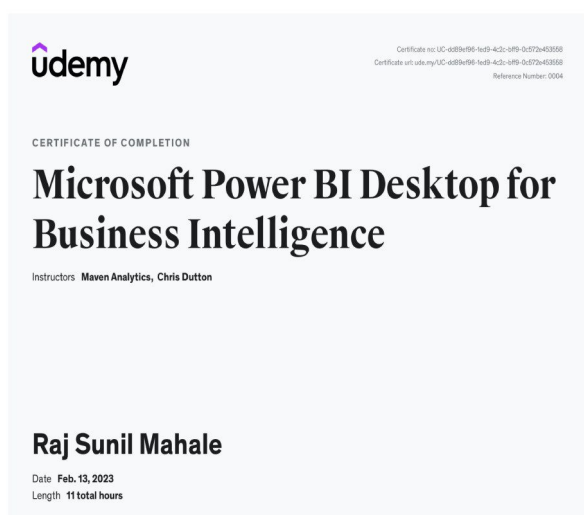 udemy
Certificate no: UC-dd89ef96-fed9-4c2c-bff9-0c572e453558
Certificate url: ude.my/UC-dd89ef96-fed9-4c2c-bff9-0c572e453558
Reference Number: 0004
CERTIFICATE OF COMPLETION
Microsoft Power BI Desktop for
Business Intelligence
Instructors Maven Analytics, Chris Dutton
Raj Sunil Mahale
Date Feb. 13, 2023
Length 11 total hours